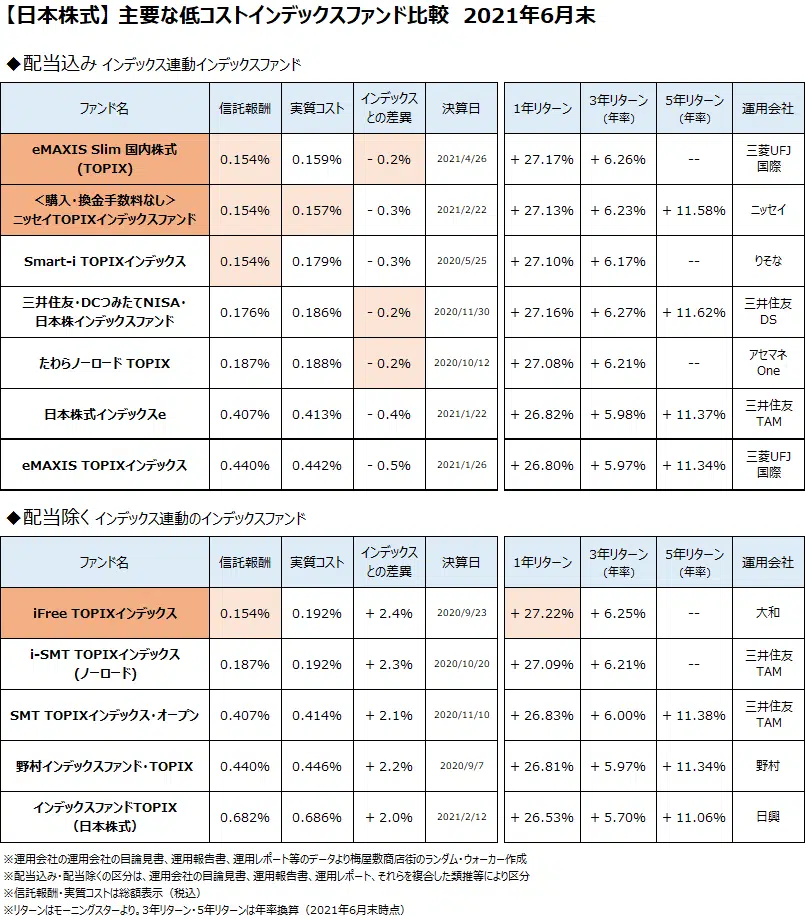 【日本株式】 主要な低コストインデックスファンド比較 2021年6月末
◆配当込み インデックス連動インデックスファンド
ファンド名 信託報酬 実質コスト インデックスとの差異 決算日 1年リターン 3年リターン(年率) 5年リターン(年率) 運用会社
eMAXIS Slim 国内株式(TOPIX) 0.154% 0.159% - 0.2% 2021/4/26 + 27.17% + 6.26% -- 三菱UFJ国際
＜購入・換金手数料なし＞ニッセイTOPIXインデックスファンド 0.154% 0.157% - 0.3% 2021/2/22 + 27.13% + 6.23% + 11.58% ニッセイ
Smart-i TOPIXインデックス 0.154% 0.179% - 0.3% 2020/5/25 + 27.10% + 6.17% -- りそな
三井住友・DCつみたてNISA・日本株インデックスファンド 0.176% 0.186% - 0.2% 2020/11/30 + 27.16% + 6.27% + 11.62% 三井住友DS
たわらノーロード TOPIX 0.187% 0.188% - 0.2% 2020/10/12 + 27.08% + 6.21% -- アセマネOne
日本株式インデックスe 0.407% 0.413% - 0.4% 2021/1/22 + 26.82% + 5.98% + 11.37% 三井住友TAM
eMAXIS TOPIXインデックス 0.440% 0.442% - 0.5% 2021/1/26 + 26.80% + 5.97% + 11.34% 三菱UFJ国際
◆配当除く インデックス連動のインデックスファンド
ファンド名 信託報酬 実質コスト インデックスとの差異 決算日 1年リターン 3年リターン(年率) 5年リターン(年率) 運用会社
iFree TOPIXインデックス 0.154% 0.192% + 2.4% 2020/9/23 + 27.22% + 6.25% -- 大和
i-SMT TOPIXインデックス(ノーロード) 0.187% 0.192% + 2.3% 2020/10/20 + 27.09% + 6.21% -- 三井住友TAM
SMT TOPIXインデックス・オープン 0.407% 0.414% + 2.1% 2020/11/10 + 26.83% + 6.00% + 11.38% 三井住友TAM
野村インデックスファンド・TOPIX 0.440% 0.446% + 2.2% 2020/9/7 + 26.81% + 5.97% + 11.34% 野村
インデックスファンドTOPIX（日本株式） 0.682% 0.686% + 2.0% 2021/2/12 + 26.53% + 5.70% + 11.06% 日興
※運用会社の運用会社の目論見書、運用報告書、運用レポート等のデータより梅屋敷商店街のランダム・ウォーカー作成
※配当込み・配当除くの区分は、運用会社の目論見書、運用報告書、運用レポート、それらを複合した類推等により区分
※信託報酬・実質コストは総額表示（税込）
※リターンはモーニングスターより。3年リターン・5年リターンは年率換算（2021年6月末時点）